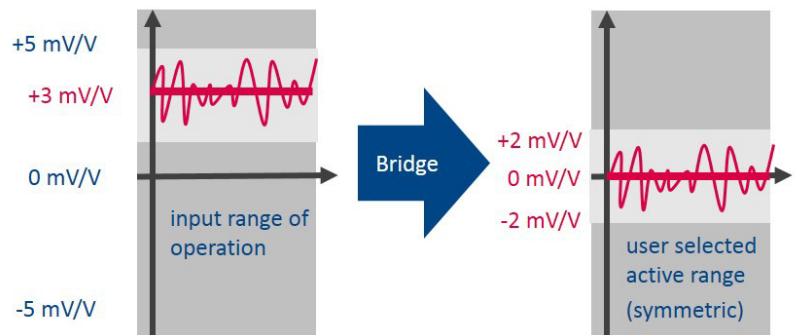 +5 mV/V
+3 mV/V
0 mV/V
-5 mV/V
input range of
operation
Bridge
+2 mV/V
0 mV/V
-2 mV/V
user selected
active range
(symmetric)